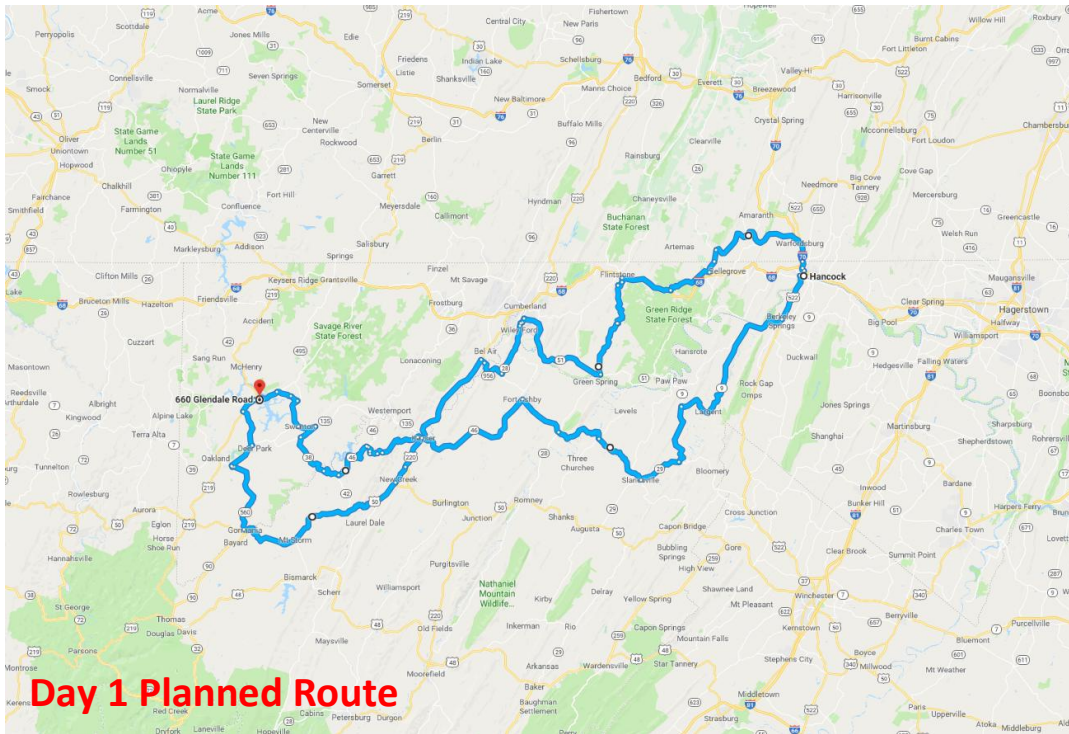 Acme
Fishertown
Hopewell
Willow Hill
Roxbury
Scottdale
Jones Mills
Edie
Central City
New Paris
Burnt Cabins
Perryopolis
Friedens
Indian Lake
Schellsburg
Fort Littleton
Connellsville
Seven Springs
Listie
Shanksville
Bedford
Everett
Valley-Hi
Smock
Normalville
Somerset
Manns Choice
Breezewood
Harrisonville
Laurel Ridge
State Park
New Baltimore
Crystal Spring
Chambersburg
New
Centerville
Buffalo Mills
Mcconnellsburg
Oliver
State Game
Lands
Number 51
Rockwood
Berlin
Clearville
Fort Loudon
Uniontown
Hopwood
Ohiopyle
State Game
Lands
Number 111
Garrett
Rainsburg
Chalkhill
Fort Hill
Needmore
Big Cove
Tannery
Cove Gap
Mercersburg
Fairchance
Farmington
Confluence
Meyersdale
Hyndman
Chaneysville
Smithfield
Callimont
Buchanan
State Forest
Amaranth
Greencastle
Markleysburg
Addison
Salisbury
Artemas
Warfordsburg
Welsh Run
Springs
Clifton Mills
Finzel
Flintstone
Bellegrove
Hancock
Maugansville
Bruceton Mills
Hazelton
Friendsville
Keysers Ridge
Grantsville
Mt Savage
Frostburg
Cumberland
Clear Spring
Hagerstown
Accident
Savage River
State Forest
Wiley Ford
Green Ridge
State Forest
Berkeley
Springs
Big Pool
Halfway
Williamsport
Cuzzart
Bel Air
Sang Run
Lonaconing
Hansrote
Duckwall
Falling Waters
Masontown
McHenry
Green Spring
Paw Paw
Hedgesville
Reedsville
Arthurdale
Albright
Kingwood
660 Glendale Road
Rock Gap
Omps
Alpine Lake
Westernport
Fort Ashby
Levels
Largent
Jones Springs
Sharpsburg
Terra Alta
Swanton
Martinsburg
Shepherdstown
Deer Park
Keyser
Three
Churches
Shanghai
Tunnelton
Oakland
New Creek
Slanesville
Bloomery
Rowlesburg
Burlington
Romney
Inwood
Bardane
Aurora
Laurel Dale
Junction
Shanks
Cross Junction
Bunker Hill
Harpers Ferry
Eglon
Gormania
Augusta
Capon Bridge
Charles Town
Horse
Shoe Run
Bayard
Mt Storm
Gore
Hannahsville
Bubbling
Springs
Clear Brook
Summit Point
Bismarck
Purgitsville
High View
Williamsport
Nathaniel
Mountain
Wildlife...
Delray
Shawnee Land
Winchester
Scherr
Kirby
Yellow Spring
Mt Pleasant
St George
Thomas
Kernstown
Berryville
Purcellville
Douglas
Davis
Maysville
Old Fields
Inkerman
Rio
Capon Springs
Mountain Falls
Bluemont
Parsons
Stephens City
Boyce
Millwood
Mt Weather
Montrose
Moorefield
Arkansas
Wardensville
Star Tannery
Baker
Baughman
Settlement
Middletown
Paris
Upperville
Day 1 Planned Route
Red Creek
Cabins
Petersburg
Durgon
Strasburg
Atoka
Middleburg
Dryfork
Laneville
Hopeville